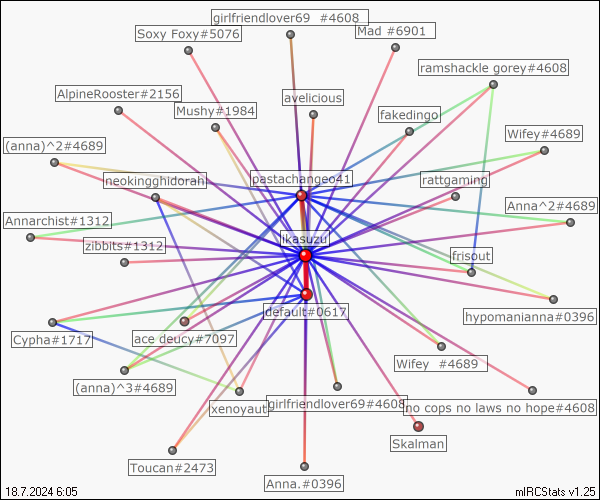 girlfriendlover69 #4608
Soxy Foxy#5076
Mad #6901
ramshackle gorey#4608
AlpineRooster#2156
avelicious
Mushy#1984
fakedingo
Wifey#4689
(anna)^2#4689
neokingghidorah
pastachangeo41
rattgaming
Anna^2#4689
Annarchist#1312
zibbits#1312
ikasuzu
frisout
default#0617
hypomanianna#0396
Cypha#1717
ace deucy#7097
Wifey #4689
(anna)^3#4689
xenoyaut
girlfriendlover69#4608
no cops no laws no hope#4608
Skalman
Toucan#2473
Anna.#0396
18.7.2024 6:05
mIRCStats v1.25